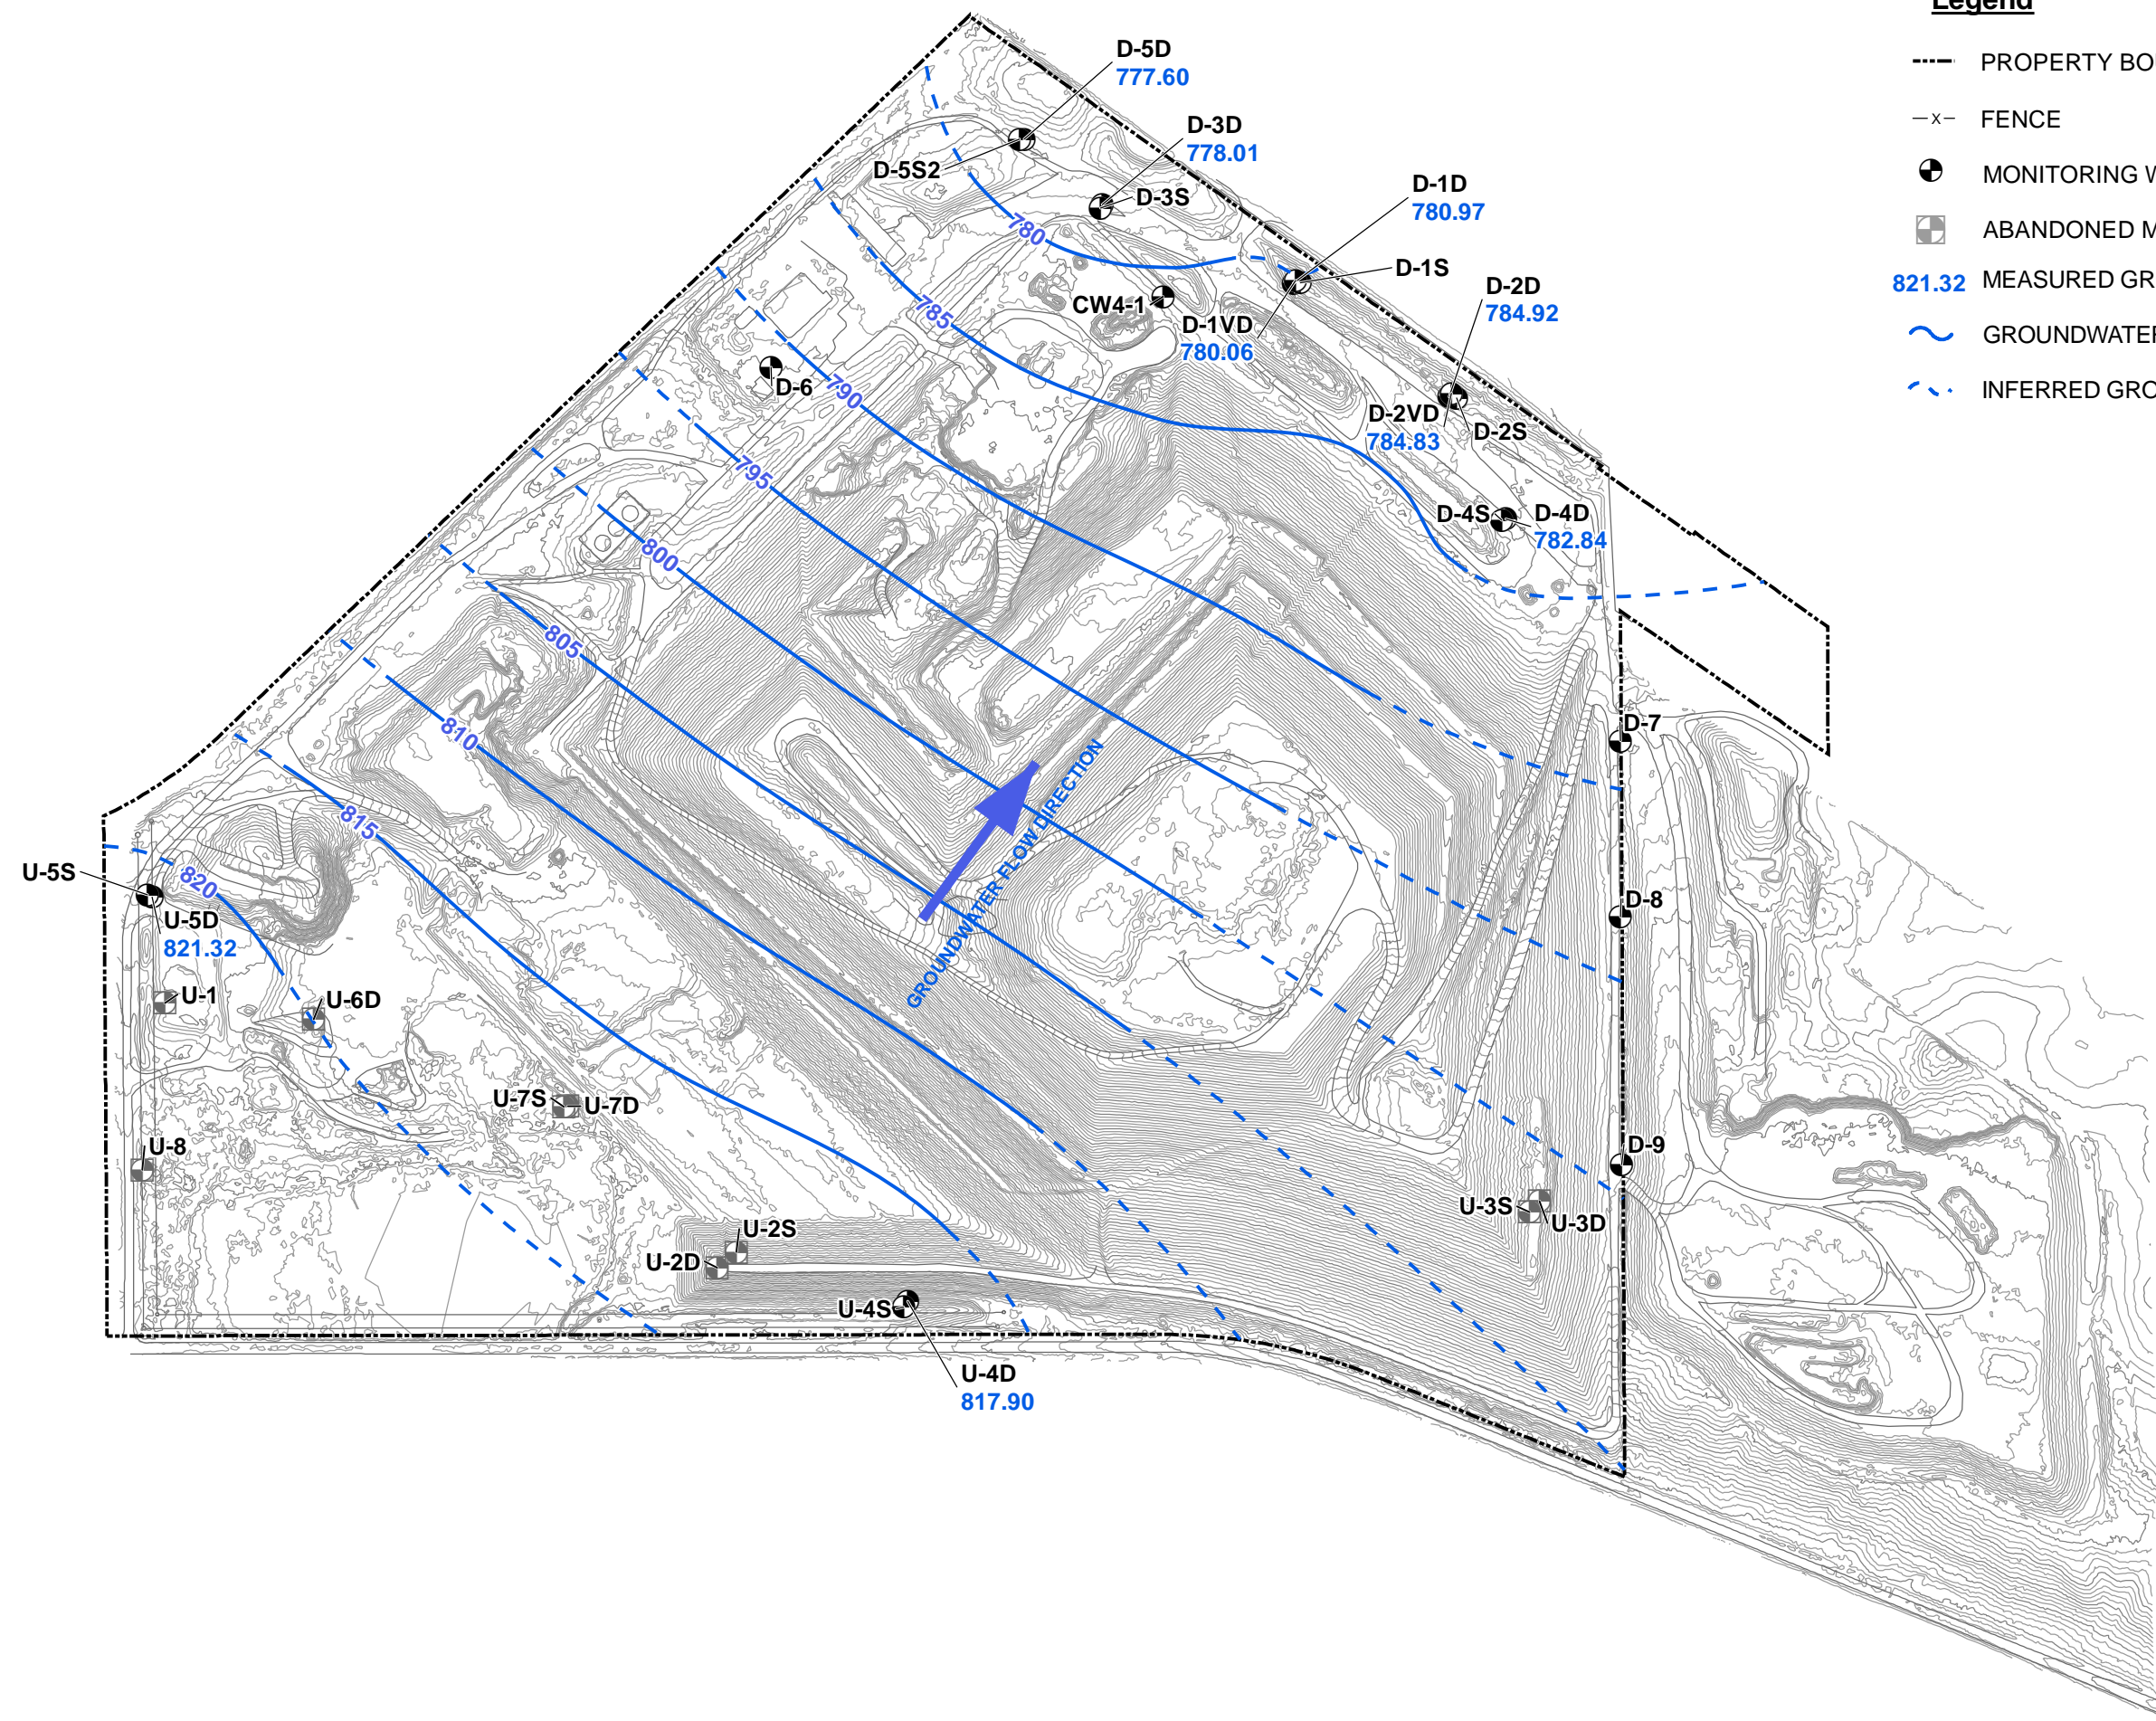 Legend
PROPERTY BO
-x- FENCE
MONITORING W
ABANDONED M
821.32 MEASURED GR
GROUNDWATER
INFERRED GRO
D-5D
777.60
D-3D
778.01
D-5S2
D-3S
D-1D
780.97
D-1S
D-2D
784.92
CW4-1
D-1VD
780.06
D-6
D-2VD
784.83
D-2S
D-4S
D-4D
782.84
780
785
790
795
800
805
810
815
820
GROUNDWATER FLOW DIRECTION
D-7
D-8
D-9
U-5S
U-5D
821.32
U-1
U-6D
U-7S
U-7D
U-8
U-2S
U-2D
U-3S
U-3D
U-4S
U-4D
817.90